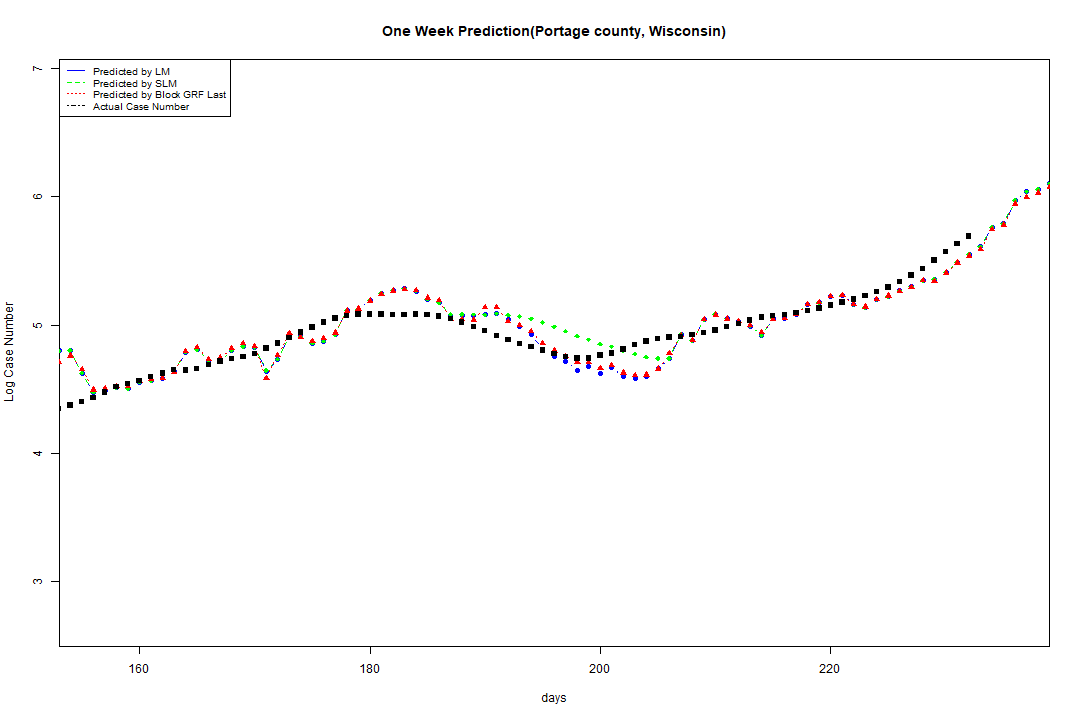 One Week Prediction(Portage county, Wisconsin)
Predicted by LM
Predicted by SLM
Predicted by Block GRF Last
Actual Case Number
7
6
5
4
3
Log Case Number
160 180 200 220
days